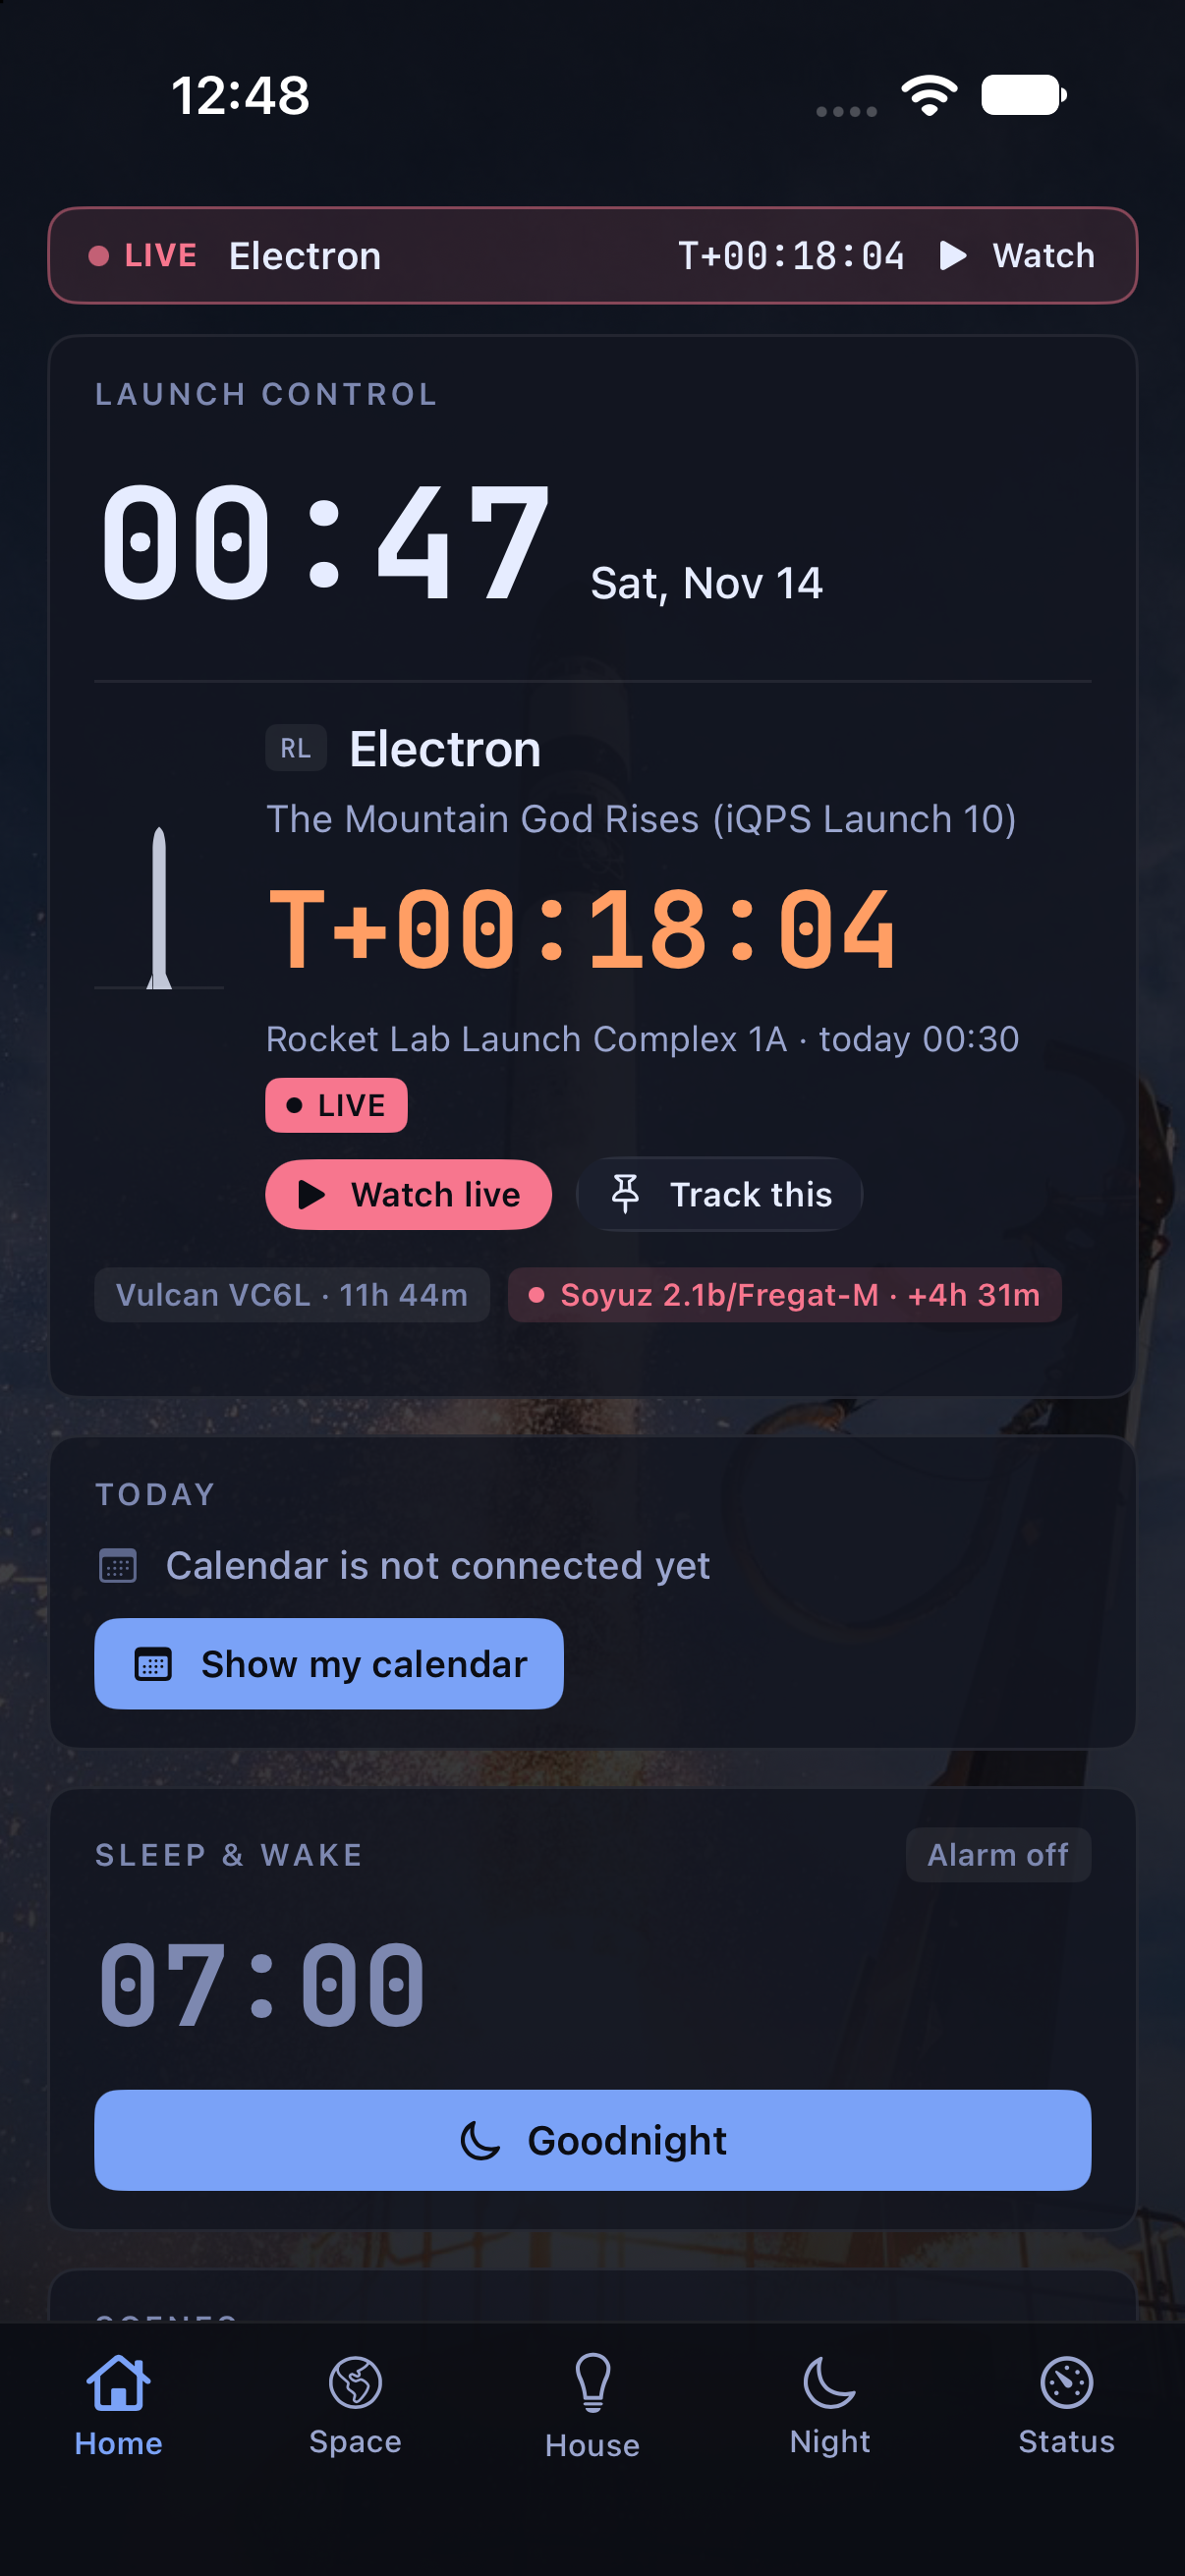 12:48
LIVE Electron T+00:18:04 Watch
LAUNCH CONTROL
00:47 Sat, Nov 14
RL Electron
The Mountain God Rises (iQPS Launch 10)
T+00:18:04
Rocket Lab Launch Complex 1A · today 00:30
LIVE
Watch live Track this
Vulcan VC6L · 11h 44m Soyuz 2.1b/Fregat-M · +4h 31m
TODAY
Calendar is not connected yet
Show my calendar
SLEEP & WAKE Alarm off
07:00
Goodnight
Home Space House Night Status